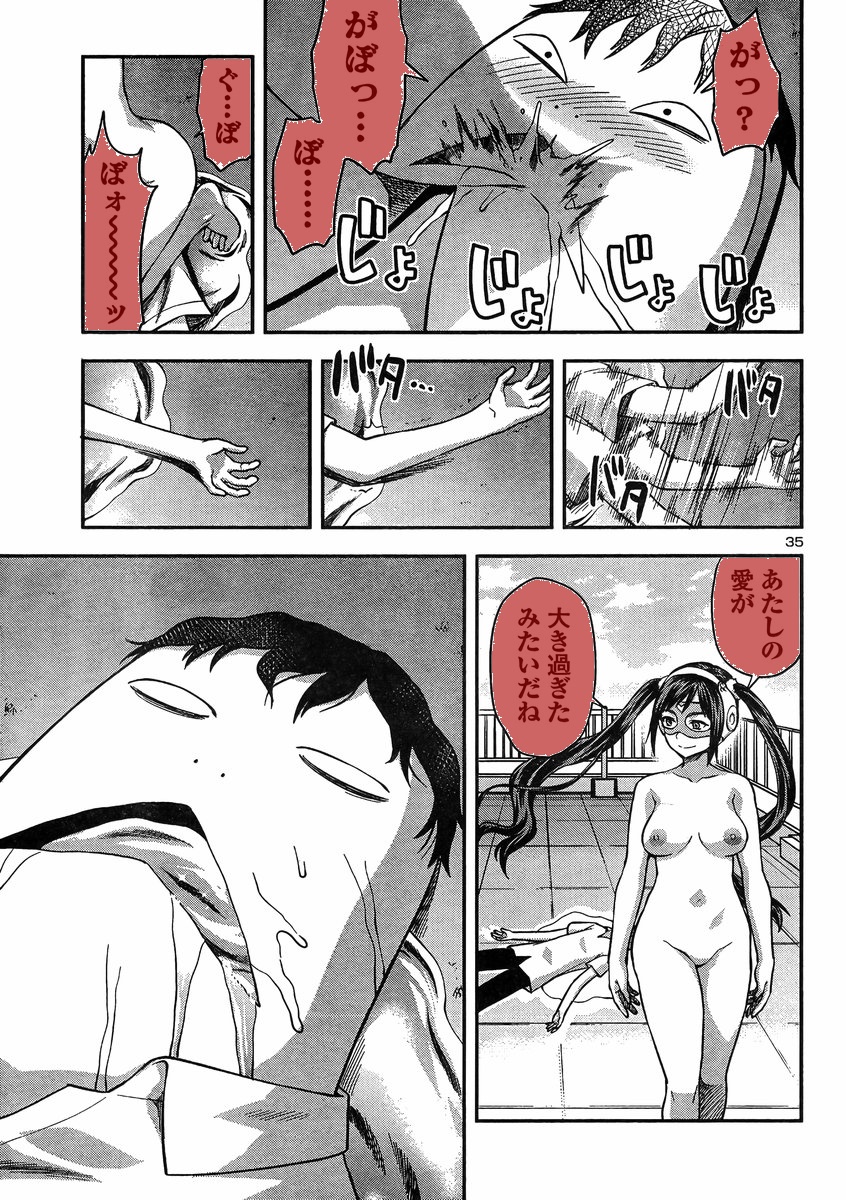 がっ？
がぼっ…
ぼ……
じょ
じょ
じょ
じょ
ぐ…ぼ
ぼォ〜〜〜〜〜ッ
バタ
バタ
バタ…
35
あたしの
愛が
大き過ぎた
みたいだね